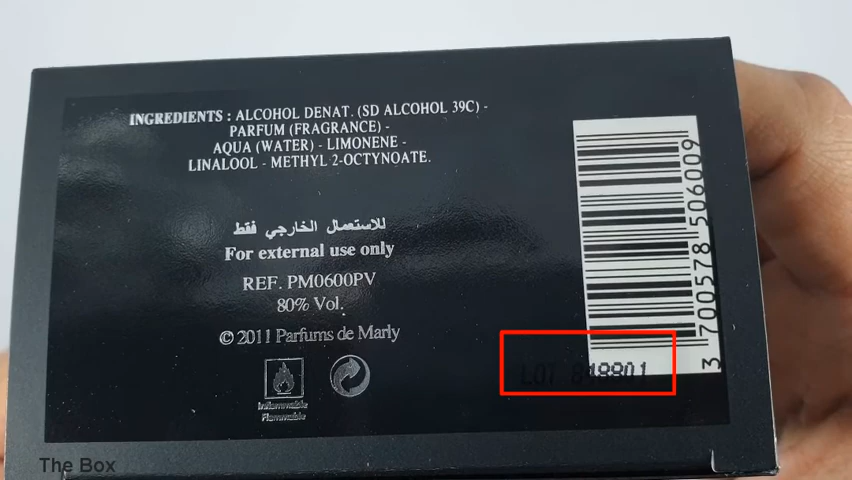 INGREDIENTS : ALCOHOL DENAT. (SD ALCOHOL 39C) -
PARFUM (FRAGRANCE) -
AQUA (WATER) - LIMONENE -
LINALOOL - METHYL 2-OCTYNOATE.
للاستعمال الخارجي فقط
For external use only
REF. PM0600PV
80% Vol.
© 2011 Parfums de Marly
Inflammable
Flammable
3 700578 506009
LOT 848801
The Box